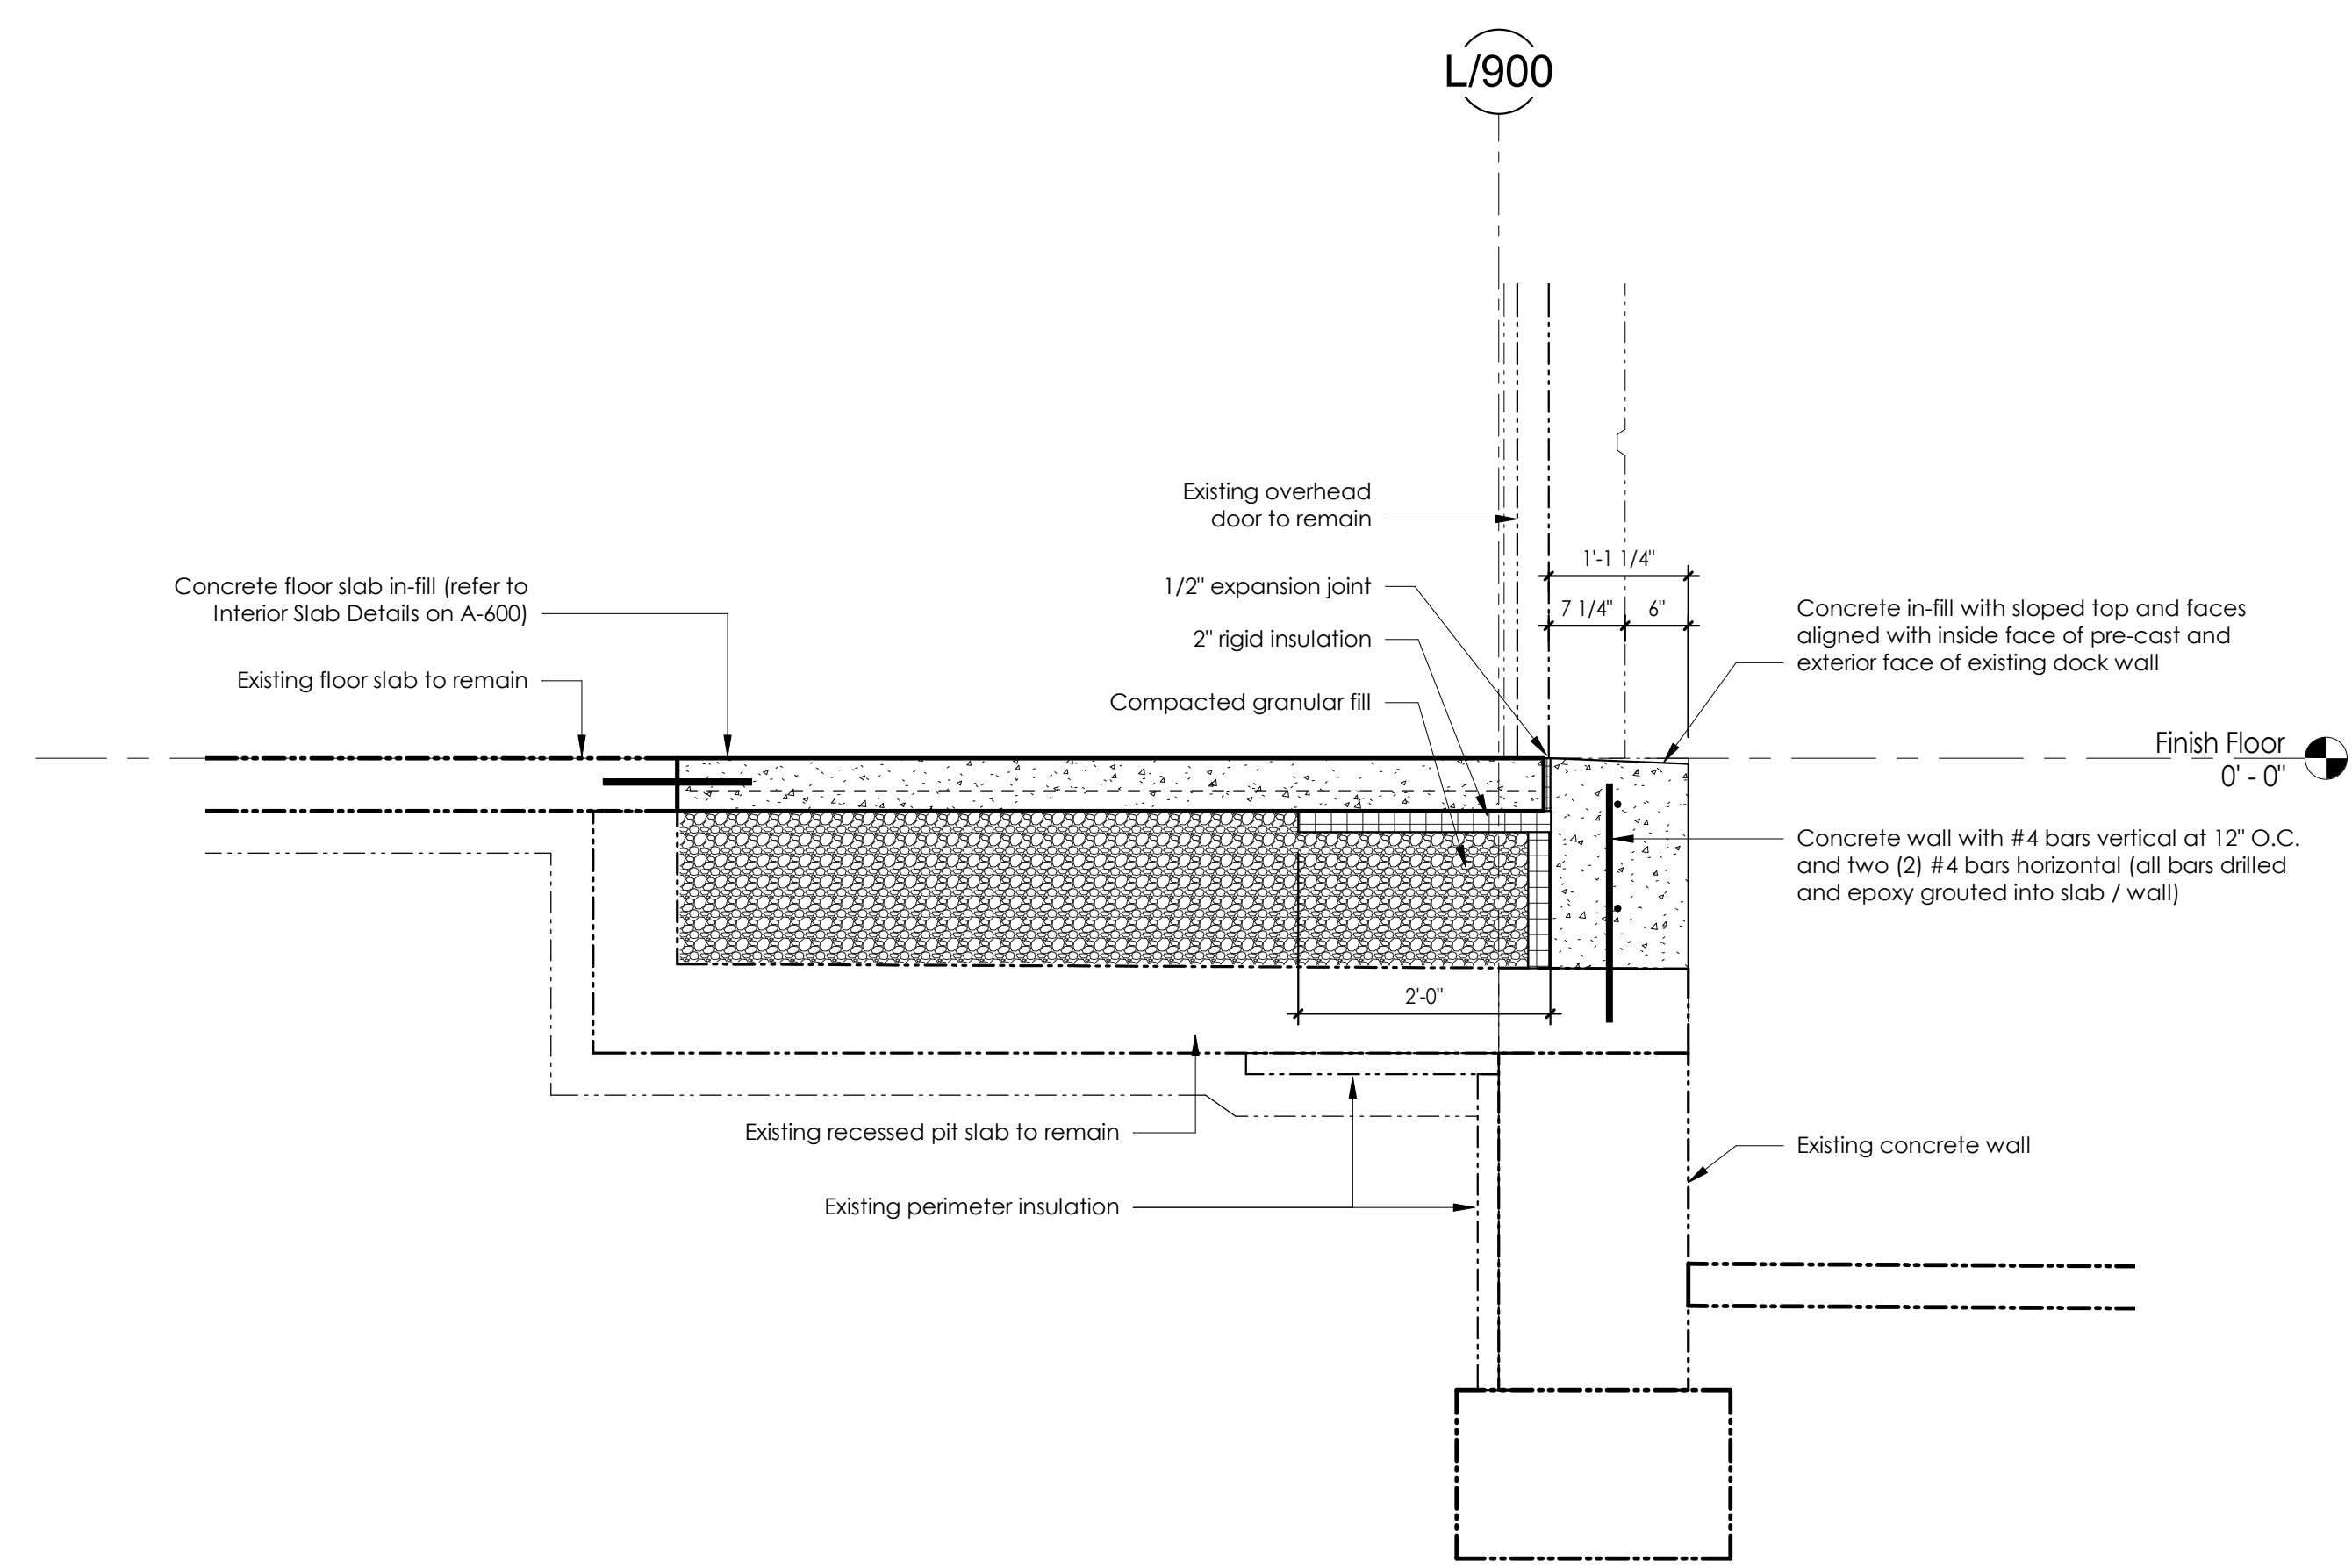 L/900
Existing overhead
door to remain
1'-1 1/4"
Concrete floor slab in-fill (refer to
Interior Slab Details on A-600)
1/2" expansion joint
7 1/4"
6"
Concrete in-fill with sloped top and faces
aligned with inside face of pre-cast and
exterior face of existing dock wall
2" rigid insulation
Existing floor slab to remain
Compacted granular fill
Finish Floor
0' - 0"
Concrete wall with #4 bars vertical at 12" O.C.
and two (2) #4 bars horizontal (all bars drilled
and epoxy grouted into slab / wall)
2'-0"
Existing recessed pit slab to remain
Existing concrete wall
Existing perimeter insulation